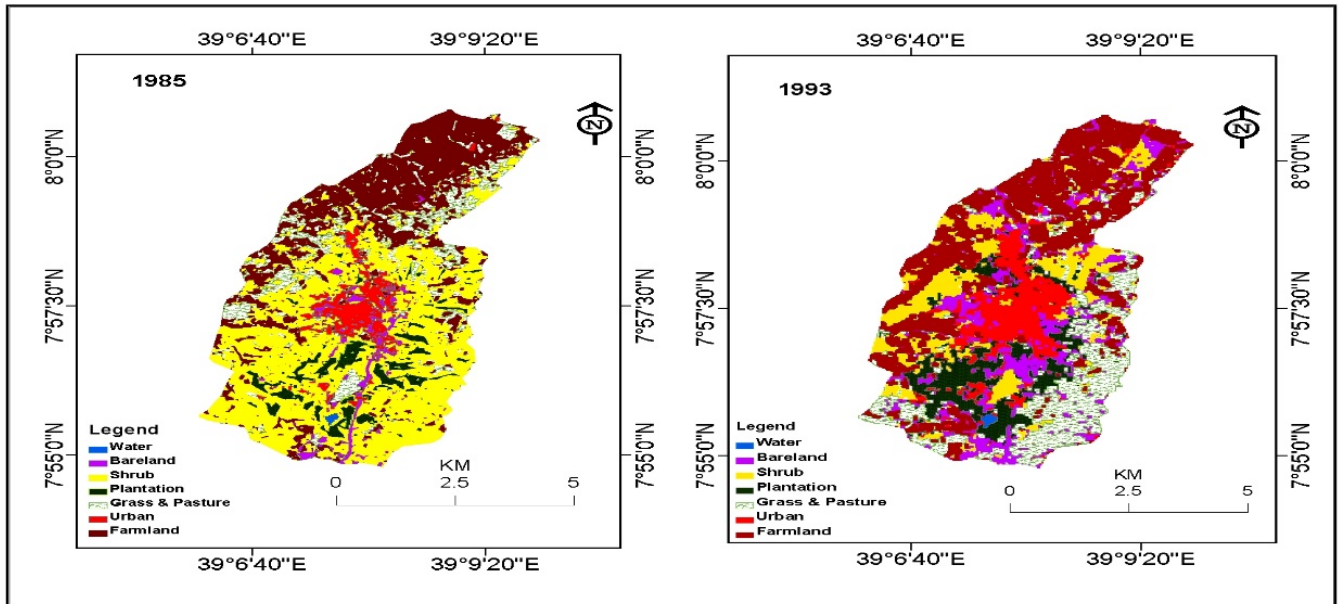 39°6'40"E 39°9'20"E
1985
N
8°0'0"N 8°0'0"N
7°57'30"N 7°57'30"N
7°55'0"N 7°55'0"N
Legend
Water
Bareland
Shrub
Plantation
Grass & Pasture
Urban
Farmland
KM
0 2.5 5
39°6'40"E 39°9'20"E
39°6'40"E 39°9'20"E
1993
N
8°0'0"N 8°0'0"N
7°57'30"N 7°57'30"N
7°55'0"N 7°55'0"N
Legend
Water
Bareland
Shrub
Plantation
Grass & Pasture
Urban
Farmland
KM
0 2.5 5
39°6'40"E 39°9'20"E